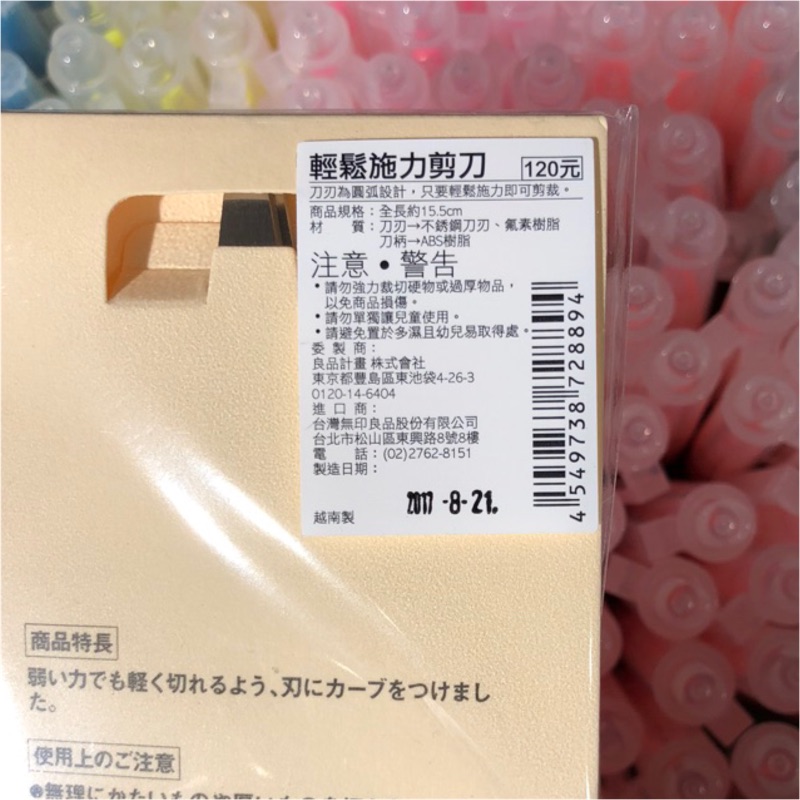 輕鬆施力剪刀 120元
刀刃為圓弧設計，只要輕鬆施力即可剪裁。
商品規格：全長約15.5cm
材　　質：刀刃→不銹鋼刀刃、氟素樹脂
刀柄→ABS樹脂
注意・警告
・請勿強力裁切硬物或過厚物品，
以免商品損傷。
・請勿單獨讓兒童使用。
・請避免置於多濕且幼兒易取得處。
委 製 商：
良品計畫 株式會社
東京都豐島區東池袋4-26-3
0120-14-6404
進 口 商：
台灣無印良品股份有限公司
台北市松山區東興路8號8樓
電　　話：(02)2762-8151
製造日期：
2017 -8-21.
越南製
4 549738 728894
商品特長
弱い力でも軽く切れるよう、刃にカーブをつけまし
た。
使用上のご注意